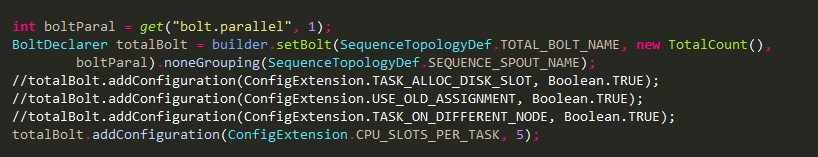 int boltParal = get("bolt.parallel", 1);
BoltDeclarer totalBolt = builder.setBolt(SequenceTopologyDef.TOTAL_BOLT_NAME, new TotalCount(),
boltParal).noneGrouping(SequenceTopologyDef.SEQUENCE_SPOUT_NAME);
//totalBolt.addConfiguration(ConfigExtension.TASK_ALLOC_DISK_SLOT, Boolean.TRUE);
//totalBolt.addConfiguration(ConfigExtension.USE_OLD_ASSIGNMENT, Boolean.TRUE);
//totalBolt.addConfiguration(ConfigExtension.TASK_ON_DIFFERENT_NODE, Boolean.TRUE);
totalBolt.addConfiguration(ConfigExtension.CPU_SLOTS_PER_TASK, 5);